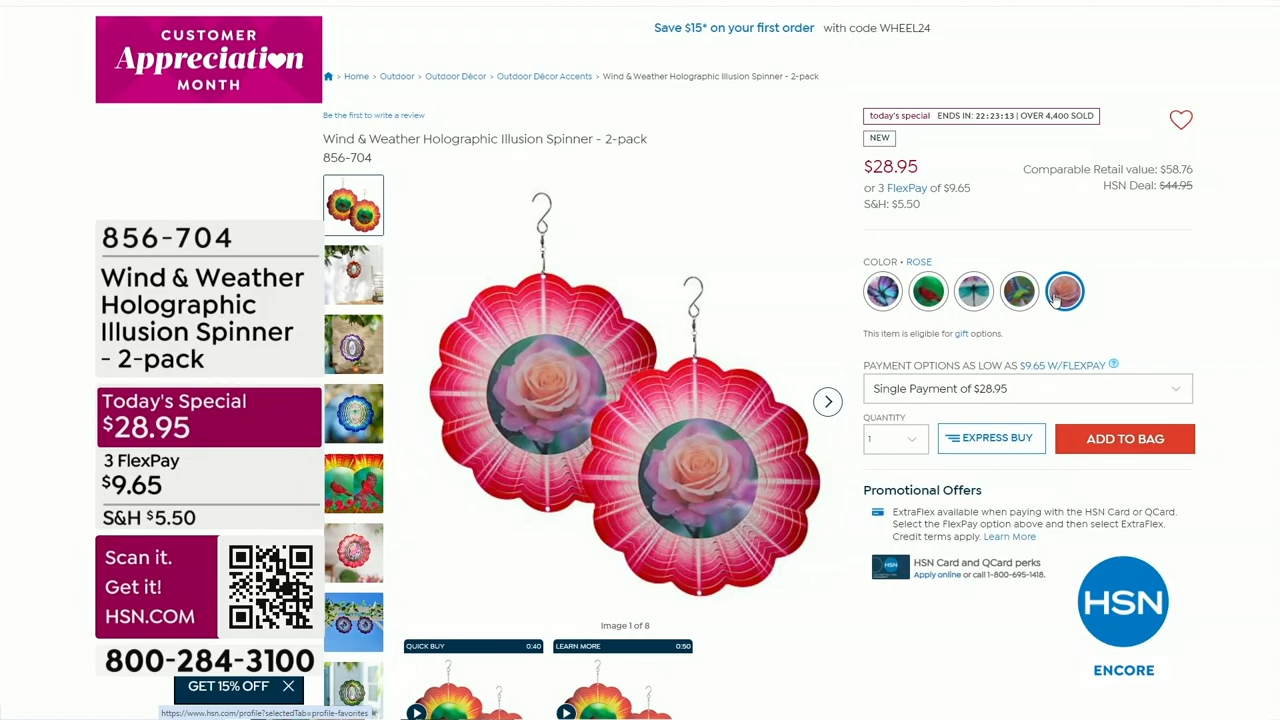 CUSTOMER
Appreciation
MONTH
Save $15* on your first order with code WHEEL24
> Home > Outdoor > Outdoor Décor > Outdoor Décor Accents > Wind & Weather Holographic Illusion Spinner - 2-pack
Be the first to write a review
Wind & Weather Holographic Illusion Spinner - 2-pack
856-704
856-704
Wind & Weather
Holographic
Illusion Spinner
- 2-pack
Today's Special
$28.95
3 FlexPay
$9.65
S&H $5.50
Scan it.
Get it!
HSN.COM
800-284-3100
GET 15% OFF
https://www.hsn.com/profile?selectedTab=profile-favorites
Image 1 of 8
QUICK BUY 0:40
LEARN MORE 0:50
today's special ENDS IN: 22:23:13 | OVER 4,400 SOLD
NEW
$28.95
Comparable Retail value: $58.76
or 3 FlexPay of $9.65
HSN Deal: $44.95
S&H: $5.50
COLOR • ROSE
This item is eligible for gift options.
PAYMENT OPTIONS AS LOW AS $9.65 W/FLEXPAY ?
Single Payment of $28.95
QUANTITY
1
EXPRESS BUY
ADD TO BAG
Promotional Offers
ExtraFlex available when paying with the HSN Card or QCard.
Select the FlexPay option above and then select ExtraFlex.
Credit terms apply. Learn More
HSN Card and QCard perks
Apply online or call 1-800-695-1418.
HSN
ENCORE